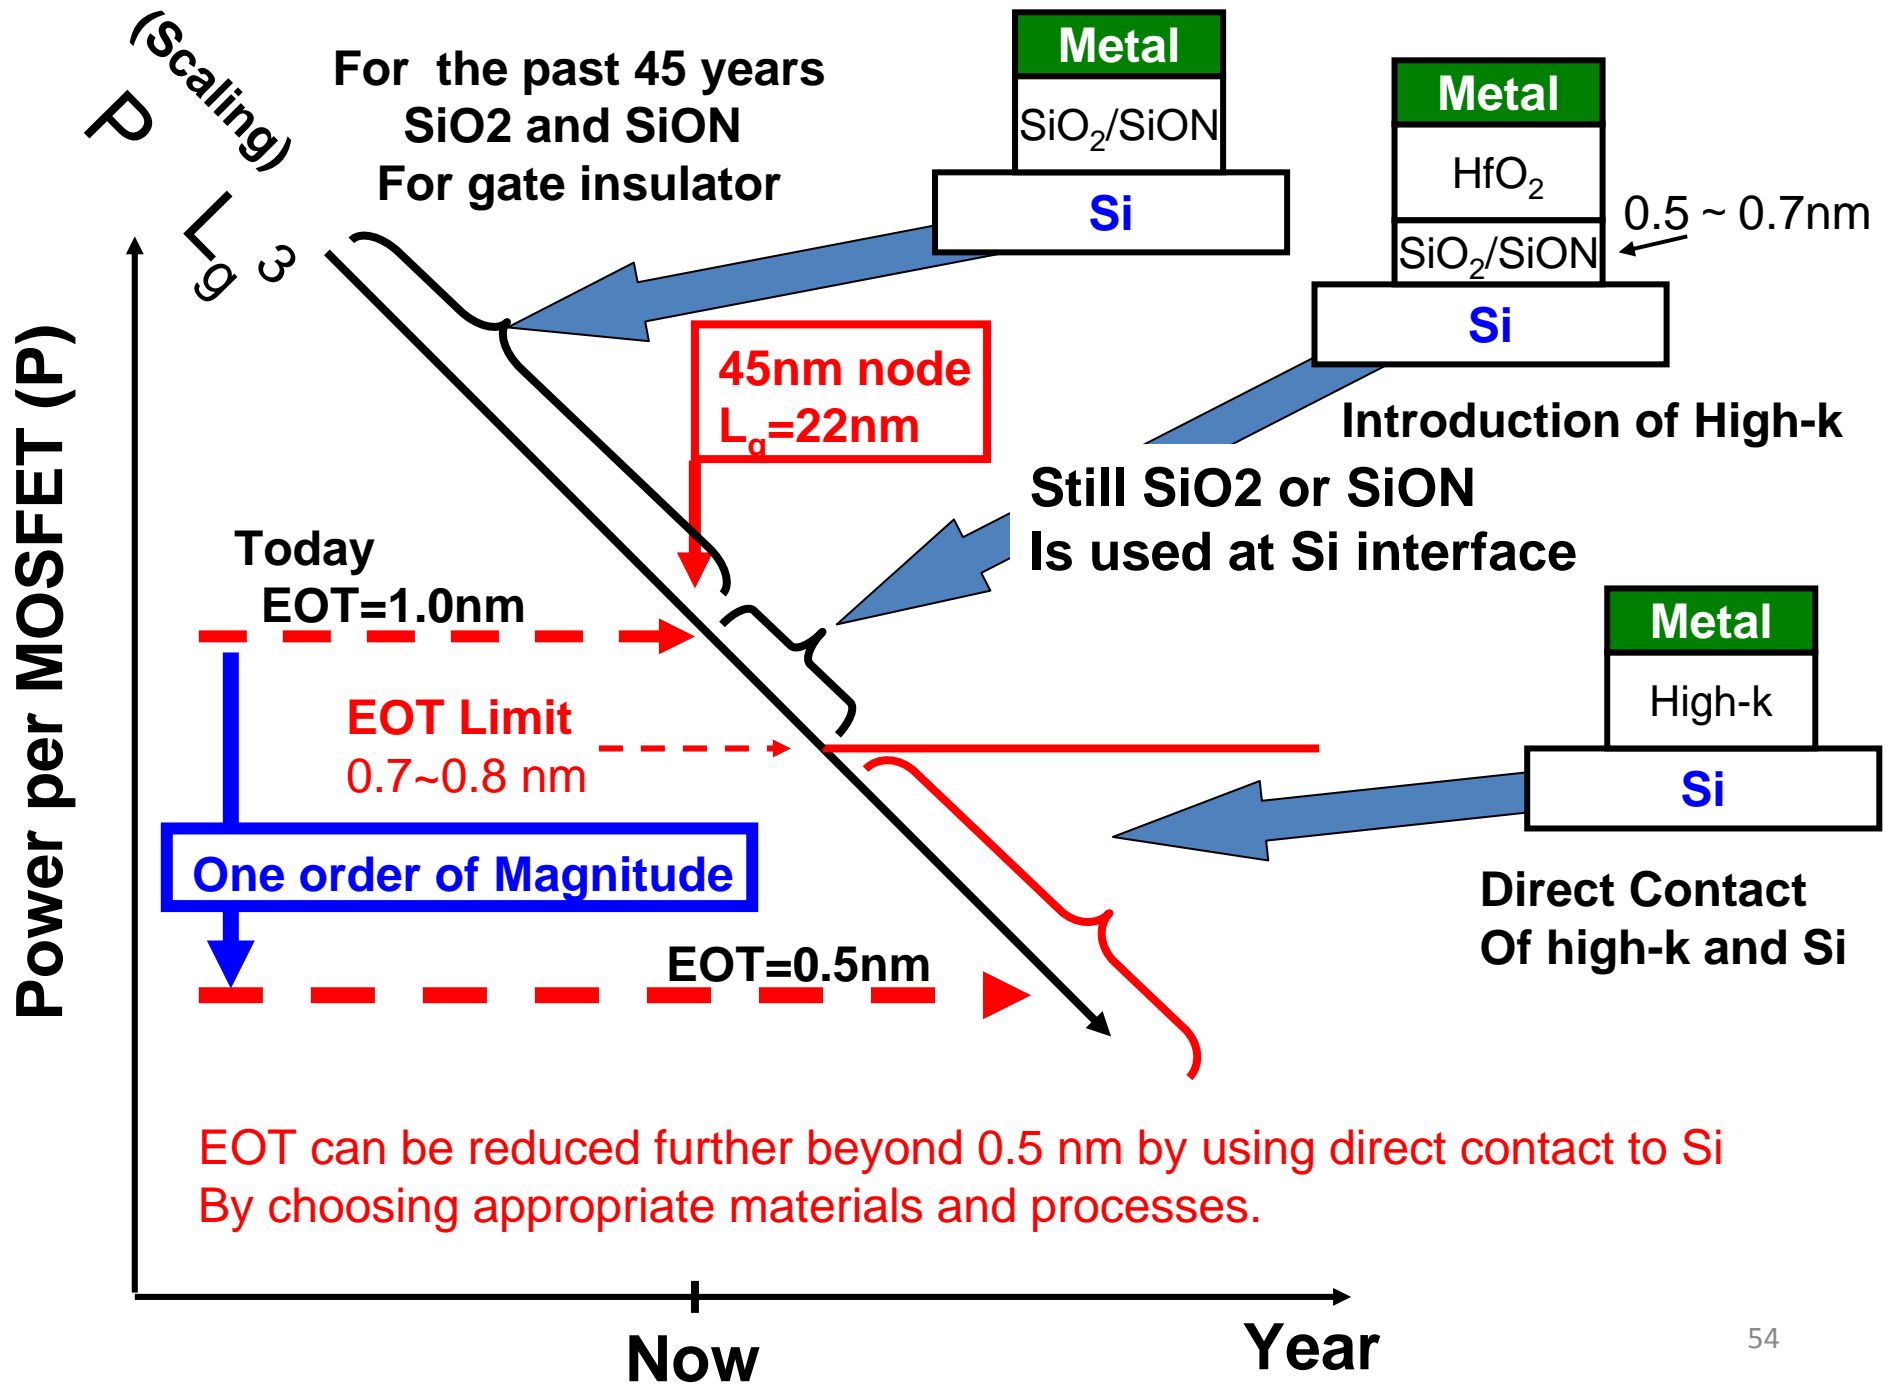 (Scaling)
P
Lg 3
For the past 45 years
SiO2 and SiON
For gate insulator
Metal
SiO2/SiON
Si
Metal
HfO2
0.5 ~ 0.7nm
SiO2/SiON
Si
Introduction of High-k
45nm node
Lg=22nm
Still SiO2 or SiON
Is used at Si interface
Power per MOSFET (P)
Today
EOT=1.0nm
Metal
High-k
Si
EOT Limit
0.7~0.8 nm
One order of Magnitude
Direct Contact
Of high-k and Si
EOT=0.5nm
EOT can be reduced further beyond 0.5 nm by using direct contact to Si
By choosing appropriate materials and processes.
Now
Year
54